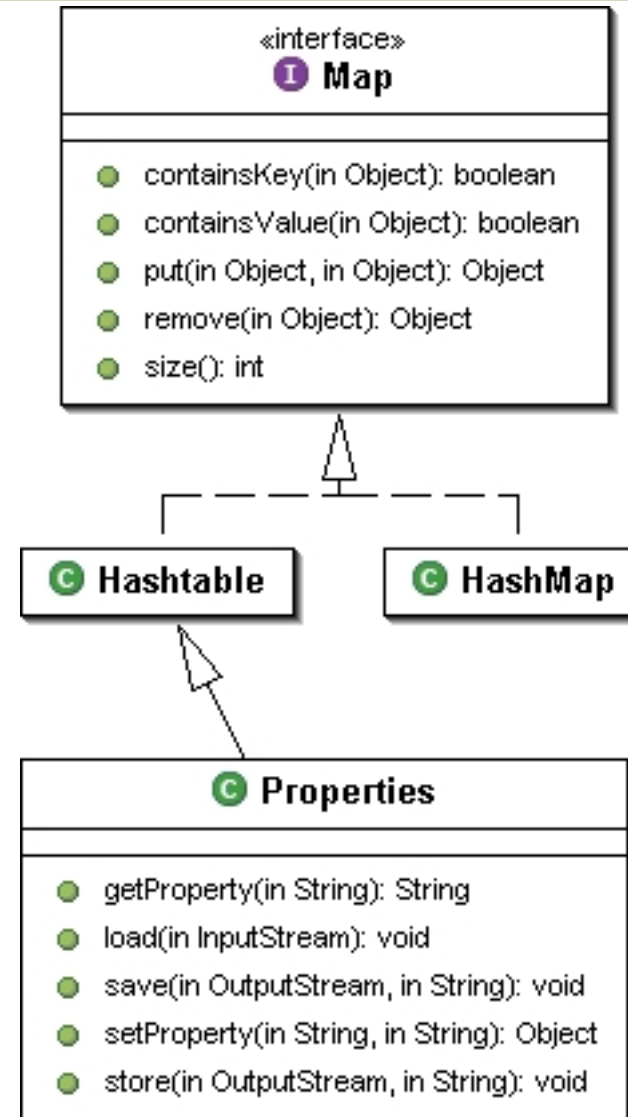 «interface»
I Map
containsKey(in Object): boolean
containsValue(in Object): boolean
put(in Object, in Object): Object
remove(in Object): Object
size(): int
C Hashtable
C HashMap
C Properties
getProperty(in String): String
load(in InputStream): void
save(in OutputStream, in String): void
setProperty(in String, in String): Object
store(in OutputStream, in String): void